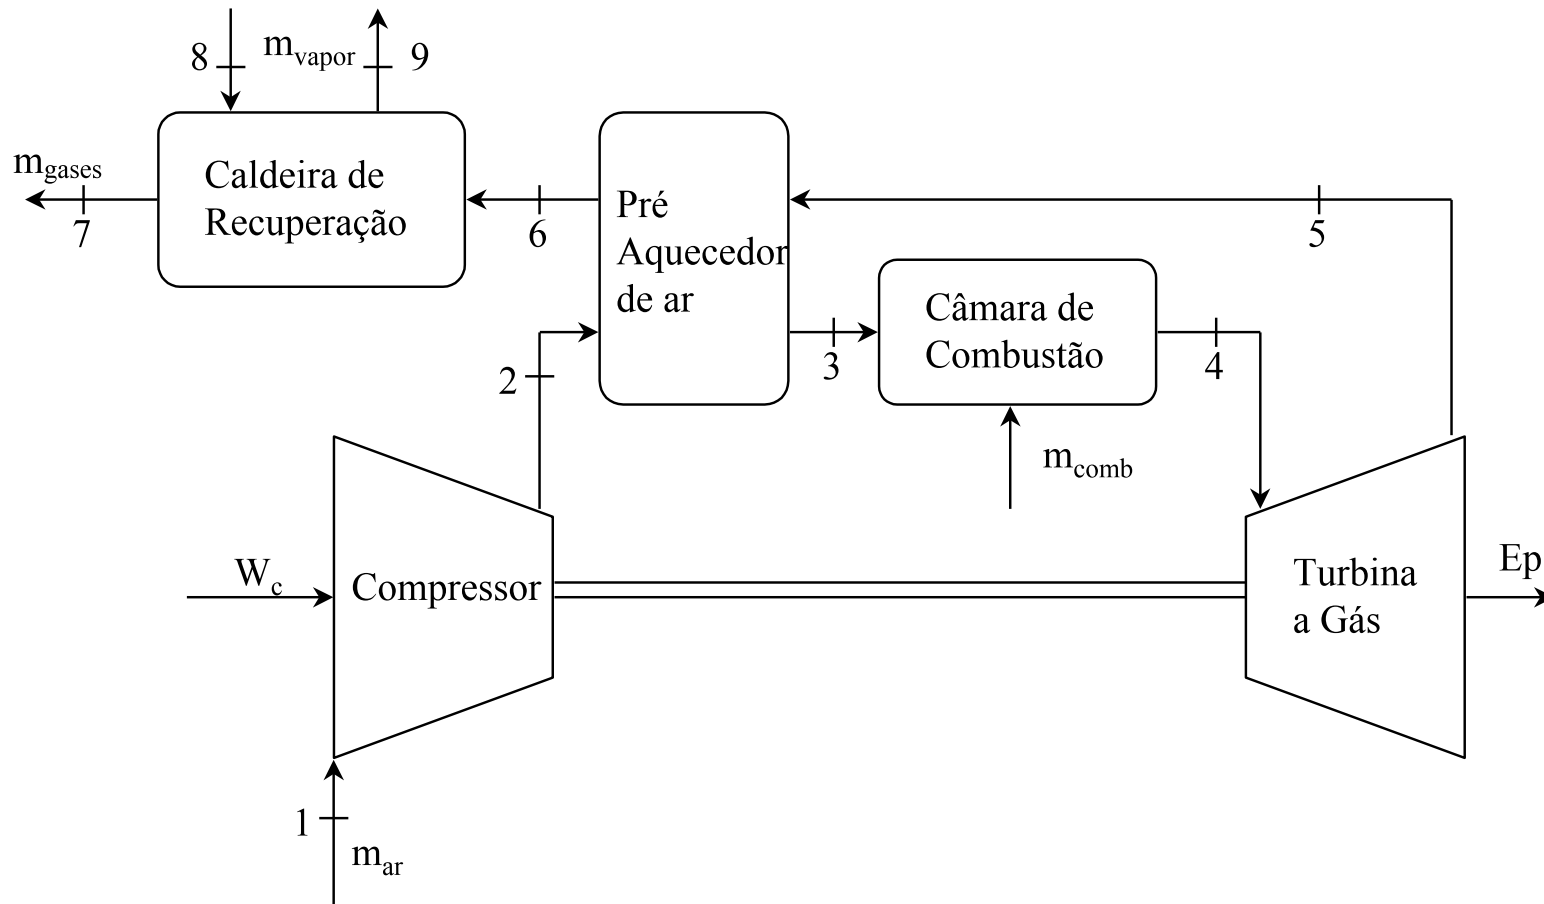 8
m_vapor
9
m_gases
Caldeira de
Recuperação
7
6
Pré
Aquecedor
de ar
5
Câmara de
Combustão
3
4
2
m_comb
W_c
Compressor
Turbina
a Gás
Ep
1
m_ar